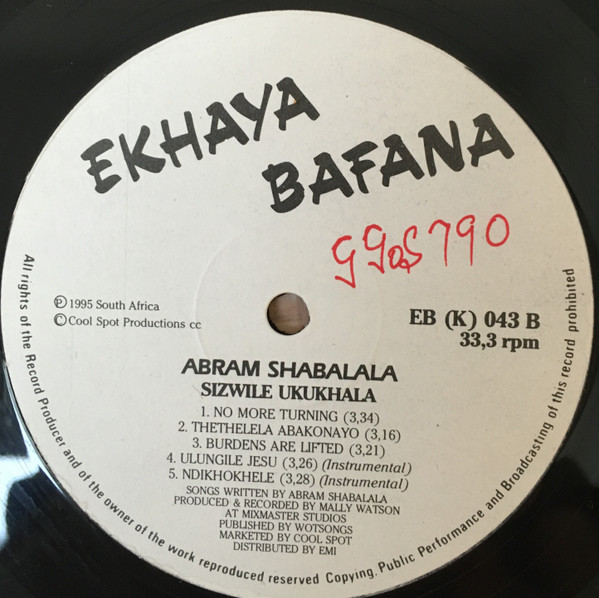 EKHAYA
BAFANA
℗ 1995 South Africa
© Cool Spot Productions cc
EB (K) 043 B
33,3 rpm
ABRAM SHABALALA
SIZWILE UKUKHALA
1. NO MORE TURNING (3,34)
2. THETHELELA ABAKONAYO (3,16)
3. BURDENS ARE LIFTED (3,21)
4. ULUNGILE JESU (3,26) (Instrumental)
5. NDIKHOKHELE (3,28) (Instrumental)
SONGS WRITTEN BY ABRAM SHABALALA
PRODUCED & RECORDED BY MALLY WATSON
AT MIXMASTER STUDIOS
PUBLISHED BY WOTSONGS
MARKETED BY COOL SPOT
DISTRIBUTED BY EMI
All rights of the Record Producer and of the owner of the work reproduced reserved Copying, Public Performance and Broadcasting of this record prohibited